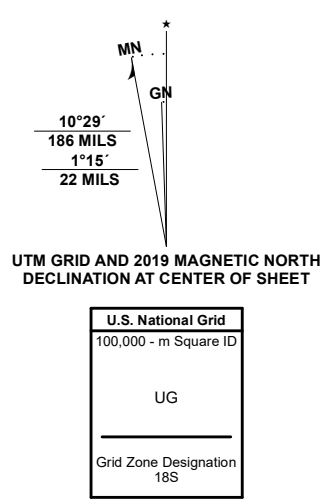 MN
GN
10°29´
186 MILS
1°15´
22 MILS
UTM GRID AND 2019 MAGNETIC NORTH
DECLINATION AT CENTER OF SHEET
U.S. National Grid
100,000 - m Square ID
UG
Grid Zone Designation
18S